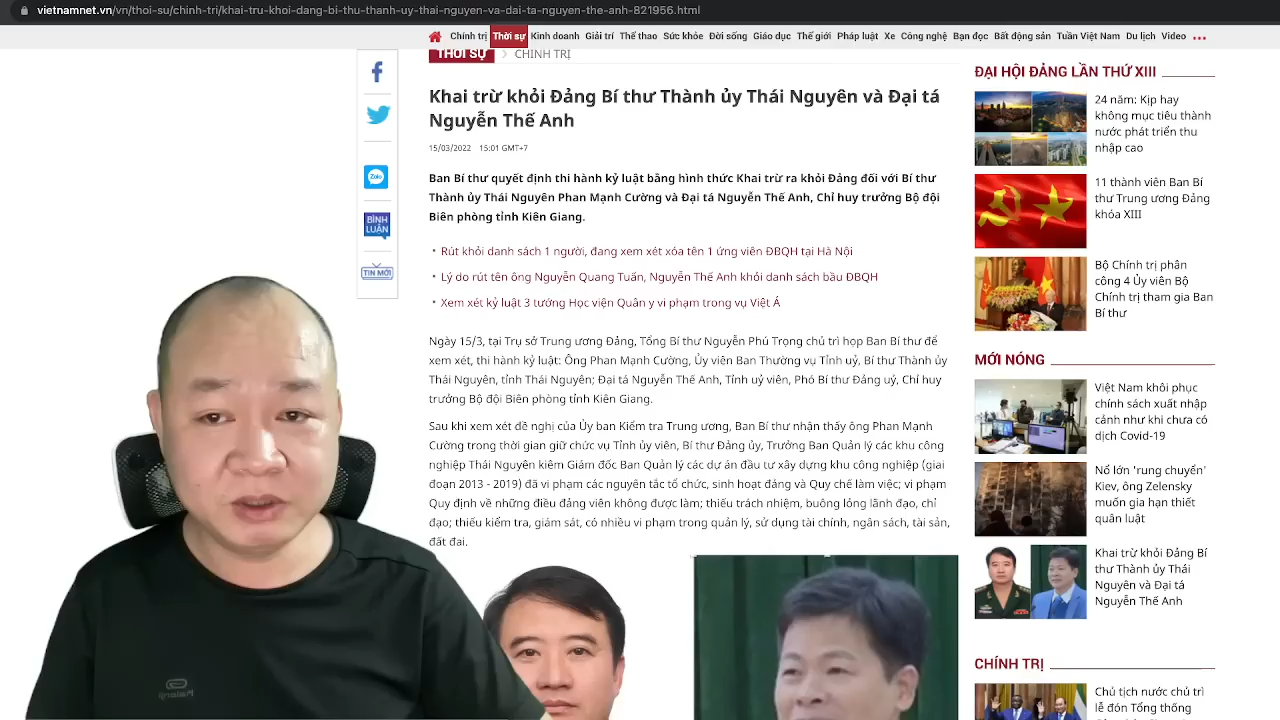 vietnamnet.vn/vn/thoi-su/chinh-tri/khai-tru-khoi-dang-bi-thu-thanh-uy-thai-nguyen-va-dai-ta-nguyen-the-anh-821956.html
Chính trị Thời sự Kinh doanh Giải trí Thể thao Sức khỏe Đời sống Giáo dục Thế giới Pháp luật Xe Công nghệ Bạn đọc Bất động sản Tuần Việt Nam Du lịch Video
THỜI SỰ > CHÍNH TRỊ
Khai trừ khỏi Đảng Bí thư Thành ủy Thái Nguyên và Đại tá
Nguyễn Thế Anh
15/03/2022 15:01 GMT+7
Ban Bí thư quyết định thi hành kỷ luật bằng hình thức Khai trừ ra khỏi Đảng đối với Bí thư
Thành ủy Thái Nguyên Phan Mạnh Cường và Đại tá Nguyễn Thế Anh, Chỉ huy trưởng Bộ đội
Biên phòng tỉnh Kiên Giang.
• Rút khỏi danh sách 1 người, đang xem xét xóa tên 1 ứng viên ĐBQH tại Hà Nội
• Lý do rút tên ông Nguyễn Quang Tuấn, Nguyễn Thế Anh khỏi danh sách bầu ĐBQH
• Xem xét kỷ luật 3 tướng Học viện Quân y vi phạm trong vụ Việt Á
Ngày 15/3, tại Trụ sở Trung ương Đảng, Tổng Bí thư Nguyễn Phú Trọng chủ trì họp Ban Bí thư để
xem xét, thi hành kỷ luật: Ông Phan Mạnh Cường, Ủy viên Ban Thường vụ Tỉnh uỷ, Bí thư Thành ủy
Thái Nguyên, tỉnh Thái Nguyên; Đại tá Nguyễn Thế Anh, Tỉnh uỷ viên, Phó Bí thư Đảng uỷ, Chỉ huy
trưởng Bộ đội Biên phòng tỉnh Kiên Giang.
Sau khi xem xét đề nghị của Ủy ban Kiểm tra Trung ương, Ban Bí thư nhận thấy ông Phan Mạnh
Cường trong thời gian giữ chức vụ Tỉnh ủy viên, Bí thư Đảng ủy, Trưởng Ban Quản lý các khu công
nghiệp Thái Nguyên kiêm Giám đốc Ban Quản lý các dự án đầu tư xây dựng khu công nghiệp (giai
đoạn 2013 - 2019) đã vi phạm các nguyên tắc tổ chức, sinh hoạt đảng và Quy chế làm việc; vi phạm
Quy định về những điều đảng viên không được làm; thiếu trách nhiệm, buông lỏng lãnh đạo, chỉ
đạo; thiếu kiểm tra, giám sát, có nhiều vi phạm trong quản lý, sử dụng tài chính, ngân sách, tài sản,
đất đai.
Zalo
BÌNH
LUẬN
TIN MỚI
ĐẠI HỘI ĐẢNG LẦN THỨ XIII
24 năm: Kịp hay
không mục tiêu thành
nước phát triển thu
nhập cao
11 thành viên Ban Bí
thư Trung ương Đảng
khóa XIII
Bộ Chính trị phân
công 4 Ủy viên Bộ
Chính trị tham gia Ban
Bí thư
MỚI NÓNG
Việt Nam khôi phục
chính sách xuất nhập
cảnh như khi chưa có
dịch Covid-19
Nổ lớn 'rung chuyển'
Kiev, ông Zelensky
muốn gia hạn thiết
quân luật
Khai trừ khỏi Đảng Bí
thư Thành ủy Thái
Nguyên và Đại tá
Nguyễn Thế Anh
CHÍNH TRỊ
Chủ tịch nước chủ trì
lễ đón Tổng thống